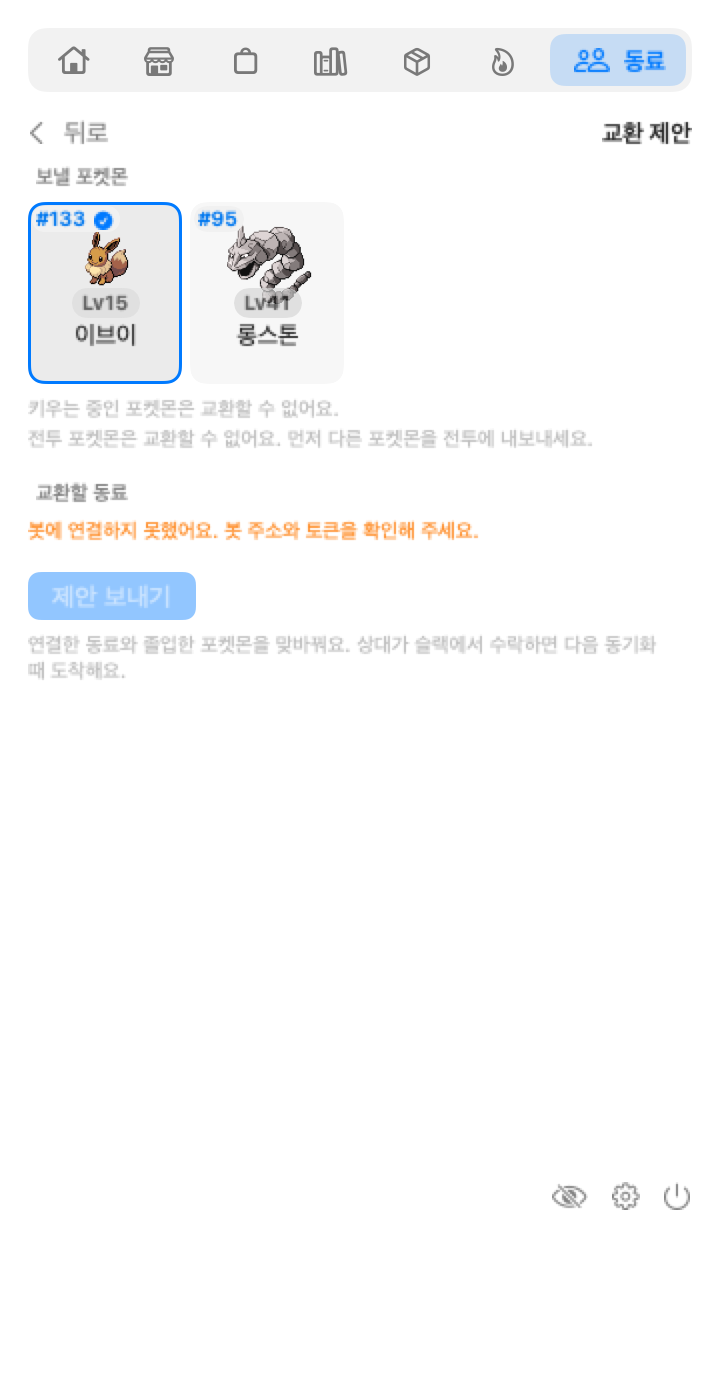 동료
뒤로
교환 제안
보낼 포켓몬
#133
#95
Lv15
Lv41
이브이
롱스톤
키우는 중인 포켓몬은 교환할 수 없어요.
전투 포켓몬은 교환할 수 없어요. 먼저 다른 포켓몬을 전투에 내보내세요.
교환할 동료
봇에 연결하지 못했어요. 봇 주소와 토큰을 확인해 주세요.
제안 보내기
연결한 동료와 졸업한 포켓몬을 맞바꿔요. 상대가 슬랙에서 수락하면 다음 동기화
때 도착해요.